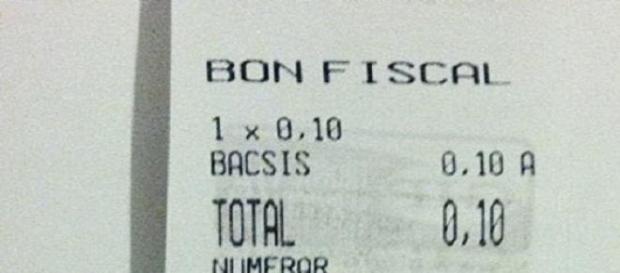 BON FISCAL
1 x 0.10
BACSIS 0.10 A
TOTAL 0,10
NUMERAR